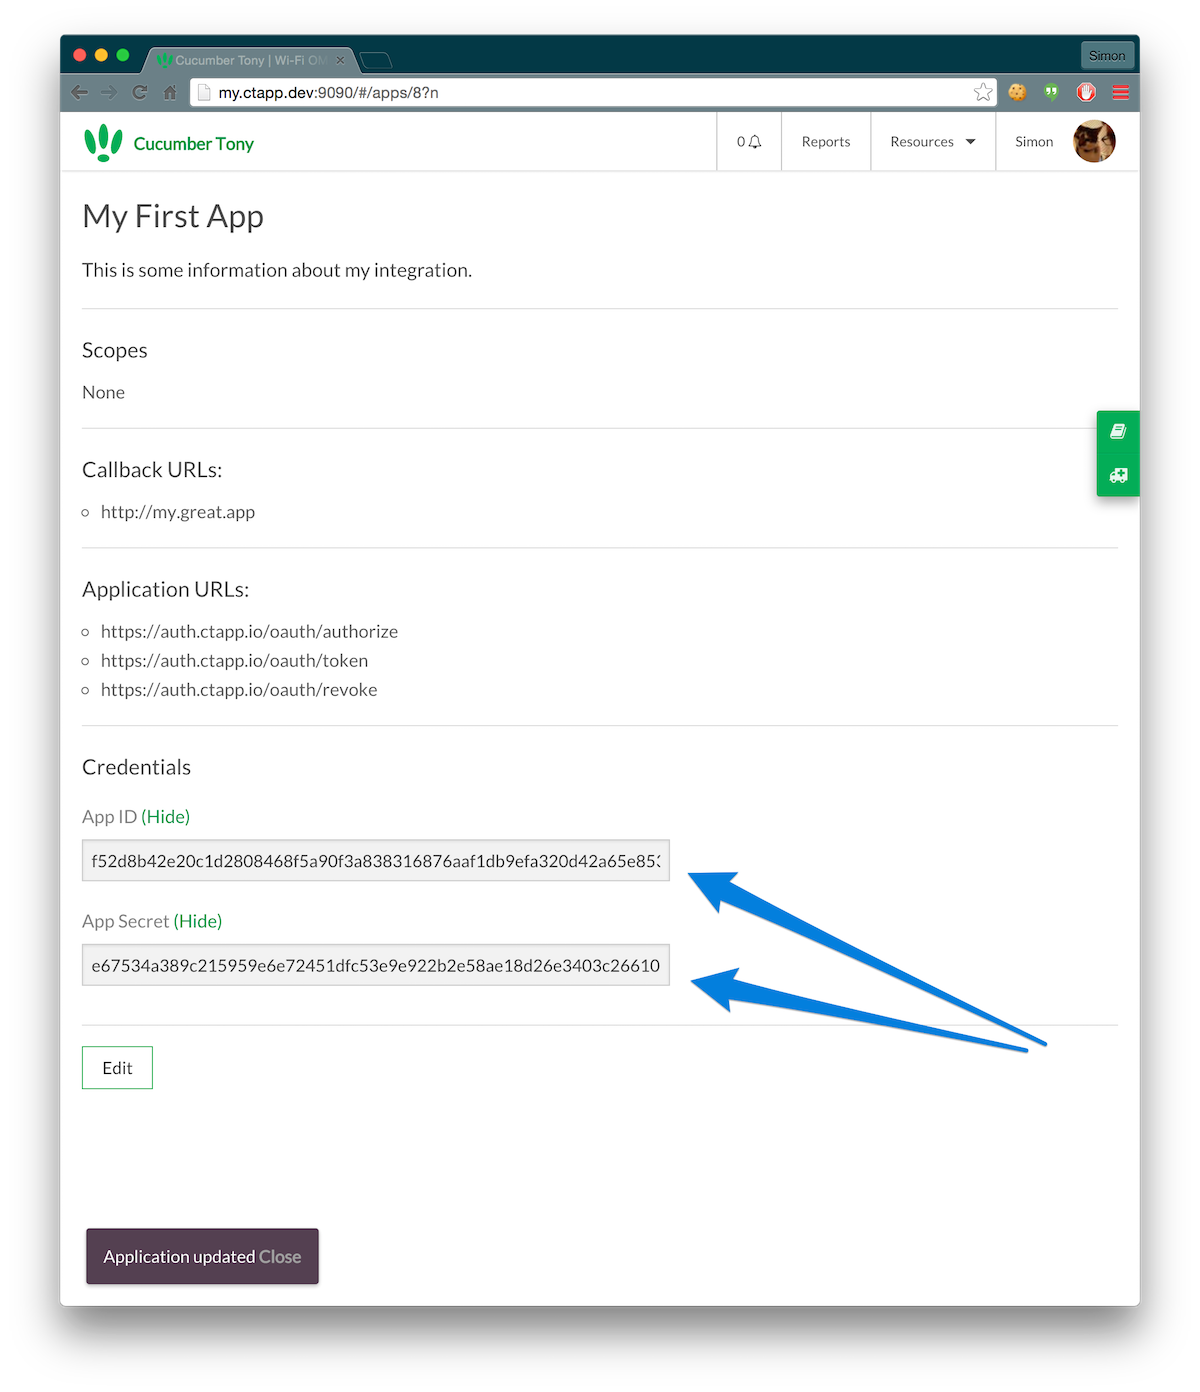 Cucumber Tony | Wi-Fi OM
Simon
my.ctapp.dev:9090/#/apps/8?n
Cucumber Tony
0
Reports
Resources
Simon
My First App
This is some information about my integration.
Scopes
None
Callback URLs:
http://my.great.app
Application URLs:
https://auth.ctapp.io/oauth/authorize
https://auth.ctapp.io/oauth/token
https://auth.ctapp.io/oauth/revoke
Credentials
App ID (Hide)
f52d8b42e20c1d2808468f5a90f3a838316876aaf1db9efa320d42a65e85
App Secret (Hide)
e67534a389c215959e6e72451dfc53e9e922b2e58ae18d26e3403c26610
Edit
Application updated Close